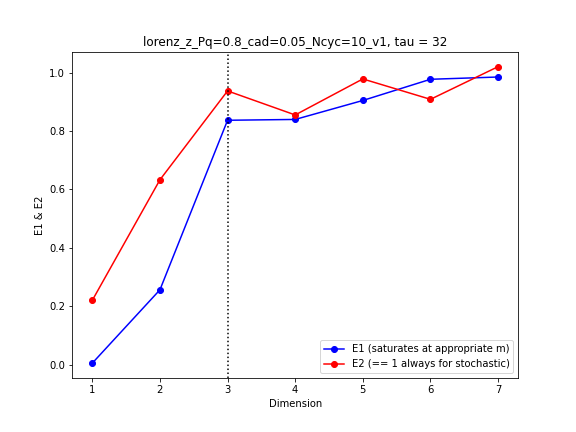 lorenz_z_Pq=0.8_cad=0.05_Ncyc=10_v1, tau = 32
1.0
0.8
0.6
0.4
0.2
0.0
E1 & E2
E1 (saturates at appropriate m)
E2 (== 1 always for stochastic)
1 2 3 4 5 6 7
Dimension